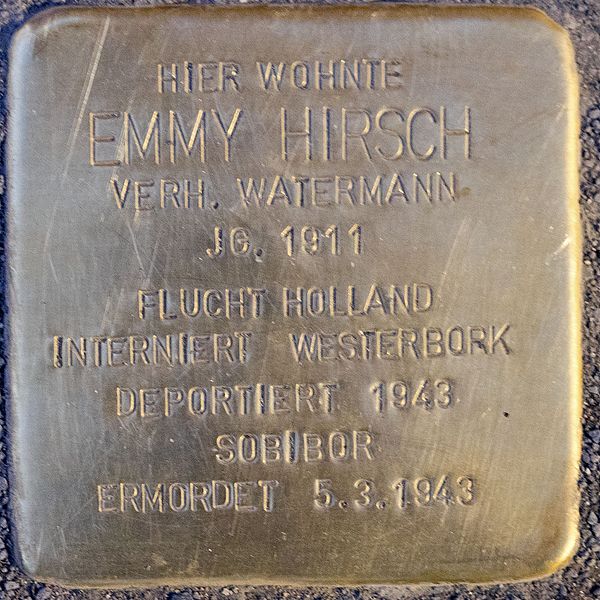 HIER WOHNTE
EMMY HIRSCH
VERH. WATERMANN
JG. 1911
FLUCHT HOLLAND
INTERNIERT WESTERBORK
DEPORTIERT 1943
SOBIBOR
ERMORDET 5.3.1943